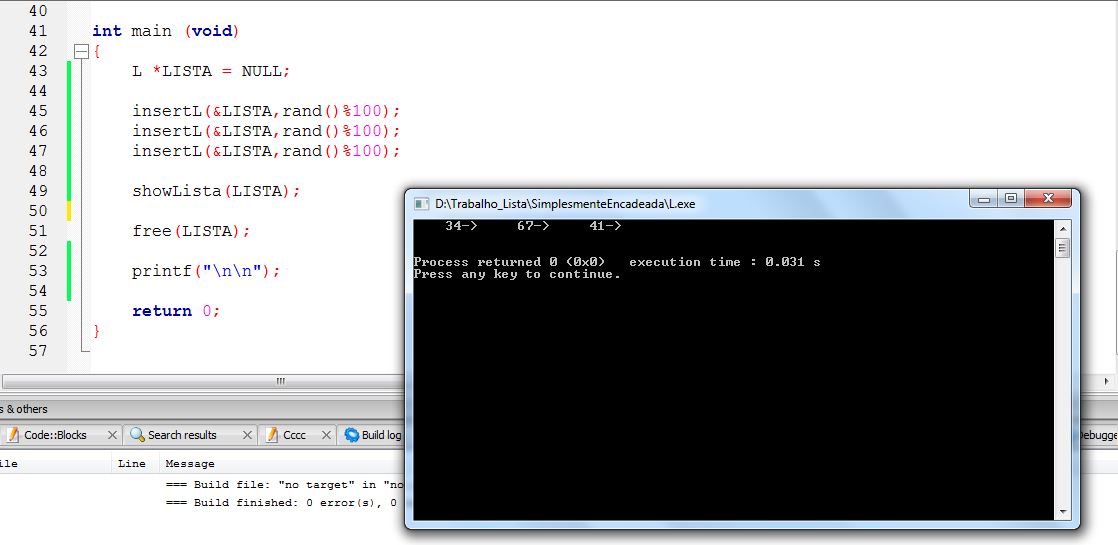 40
41 int main (void)
42 {
43 L *LISTA = NULL;
44
45 insertL(&LISTA,rand()%100);
46 insertL(&LISTA,rand()%100);
47 insertL(&LISTA,rand()%100);
48
49 showLista(LISTA);
50
51 free(LISTA);
52
53 printf("\n\n");
54
55 return 0;
56 }
57
D:\Trabalho_Lista\SimplesmenteEncadeada\L.exe
34-> 67-> 41->
Process returned 0 (0x0) execution time : 0.031 s
Press any key to continue.
s & others
Code::Blocks Search results Cccc Build log Debugge
ile Line Message
=== Build file: "no target" in "no
=== Build finished: 0 error(s), 0